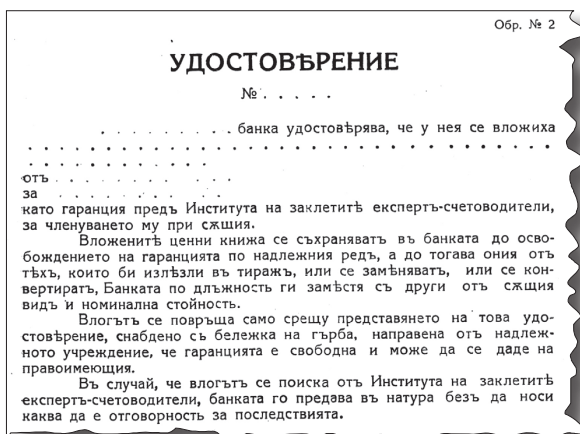 Обр. № 2
УДОСТОВѢРЕНИЕ
№ . . . . .
. . . . . . . . . . банка удостовѣрява, че у нея се вложиха
. . . . . . . . . . . . . . . . . . . . . . . . . . . . . . . . . . .
. . . . . . . . . . . .
отъ . . . . . . . . . . .
за . . . . . . . . . . .
като гаранция предъ Института на заклетитѣ експертъ-счетоводители,
за членуването му при сѫщия.
Вложенитѣ ценни книжа се съхраняватъ въ банката до осво-
бождението на гаранцията по надлежния редъ, а до тогава ония отъ
тѣхъ, които би излѣзли въ тиражъ, или се замѣняватъ, или се кон-
вертиратъ, Банката по длъжность ги замѣстя съ други отъ сѫщия
видъ и номинална стойность.
Влогътъ се повръща само срещу представянето на това удо-
стовѣрение, снабдено съ бележка на гърба, направена отъ надлеж-
ното учреждение, че гаранцията е свободна и може да се даде на
правоимеющия.
Въ случай, че влогътъ се поиска отъ Института на заклетитѣ
експертъ-счетоводители, банката го предава въ натура безъ да носи
каква да е отговорность за последствията.